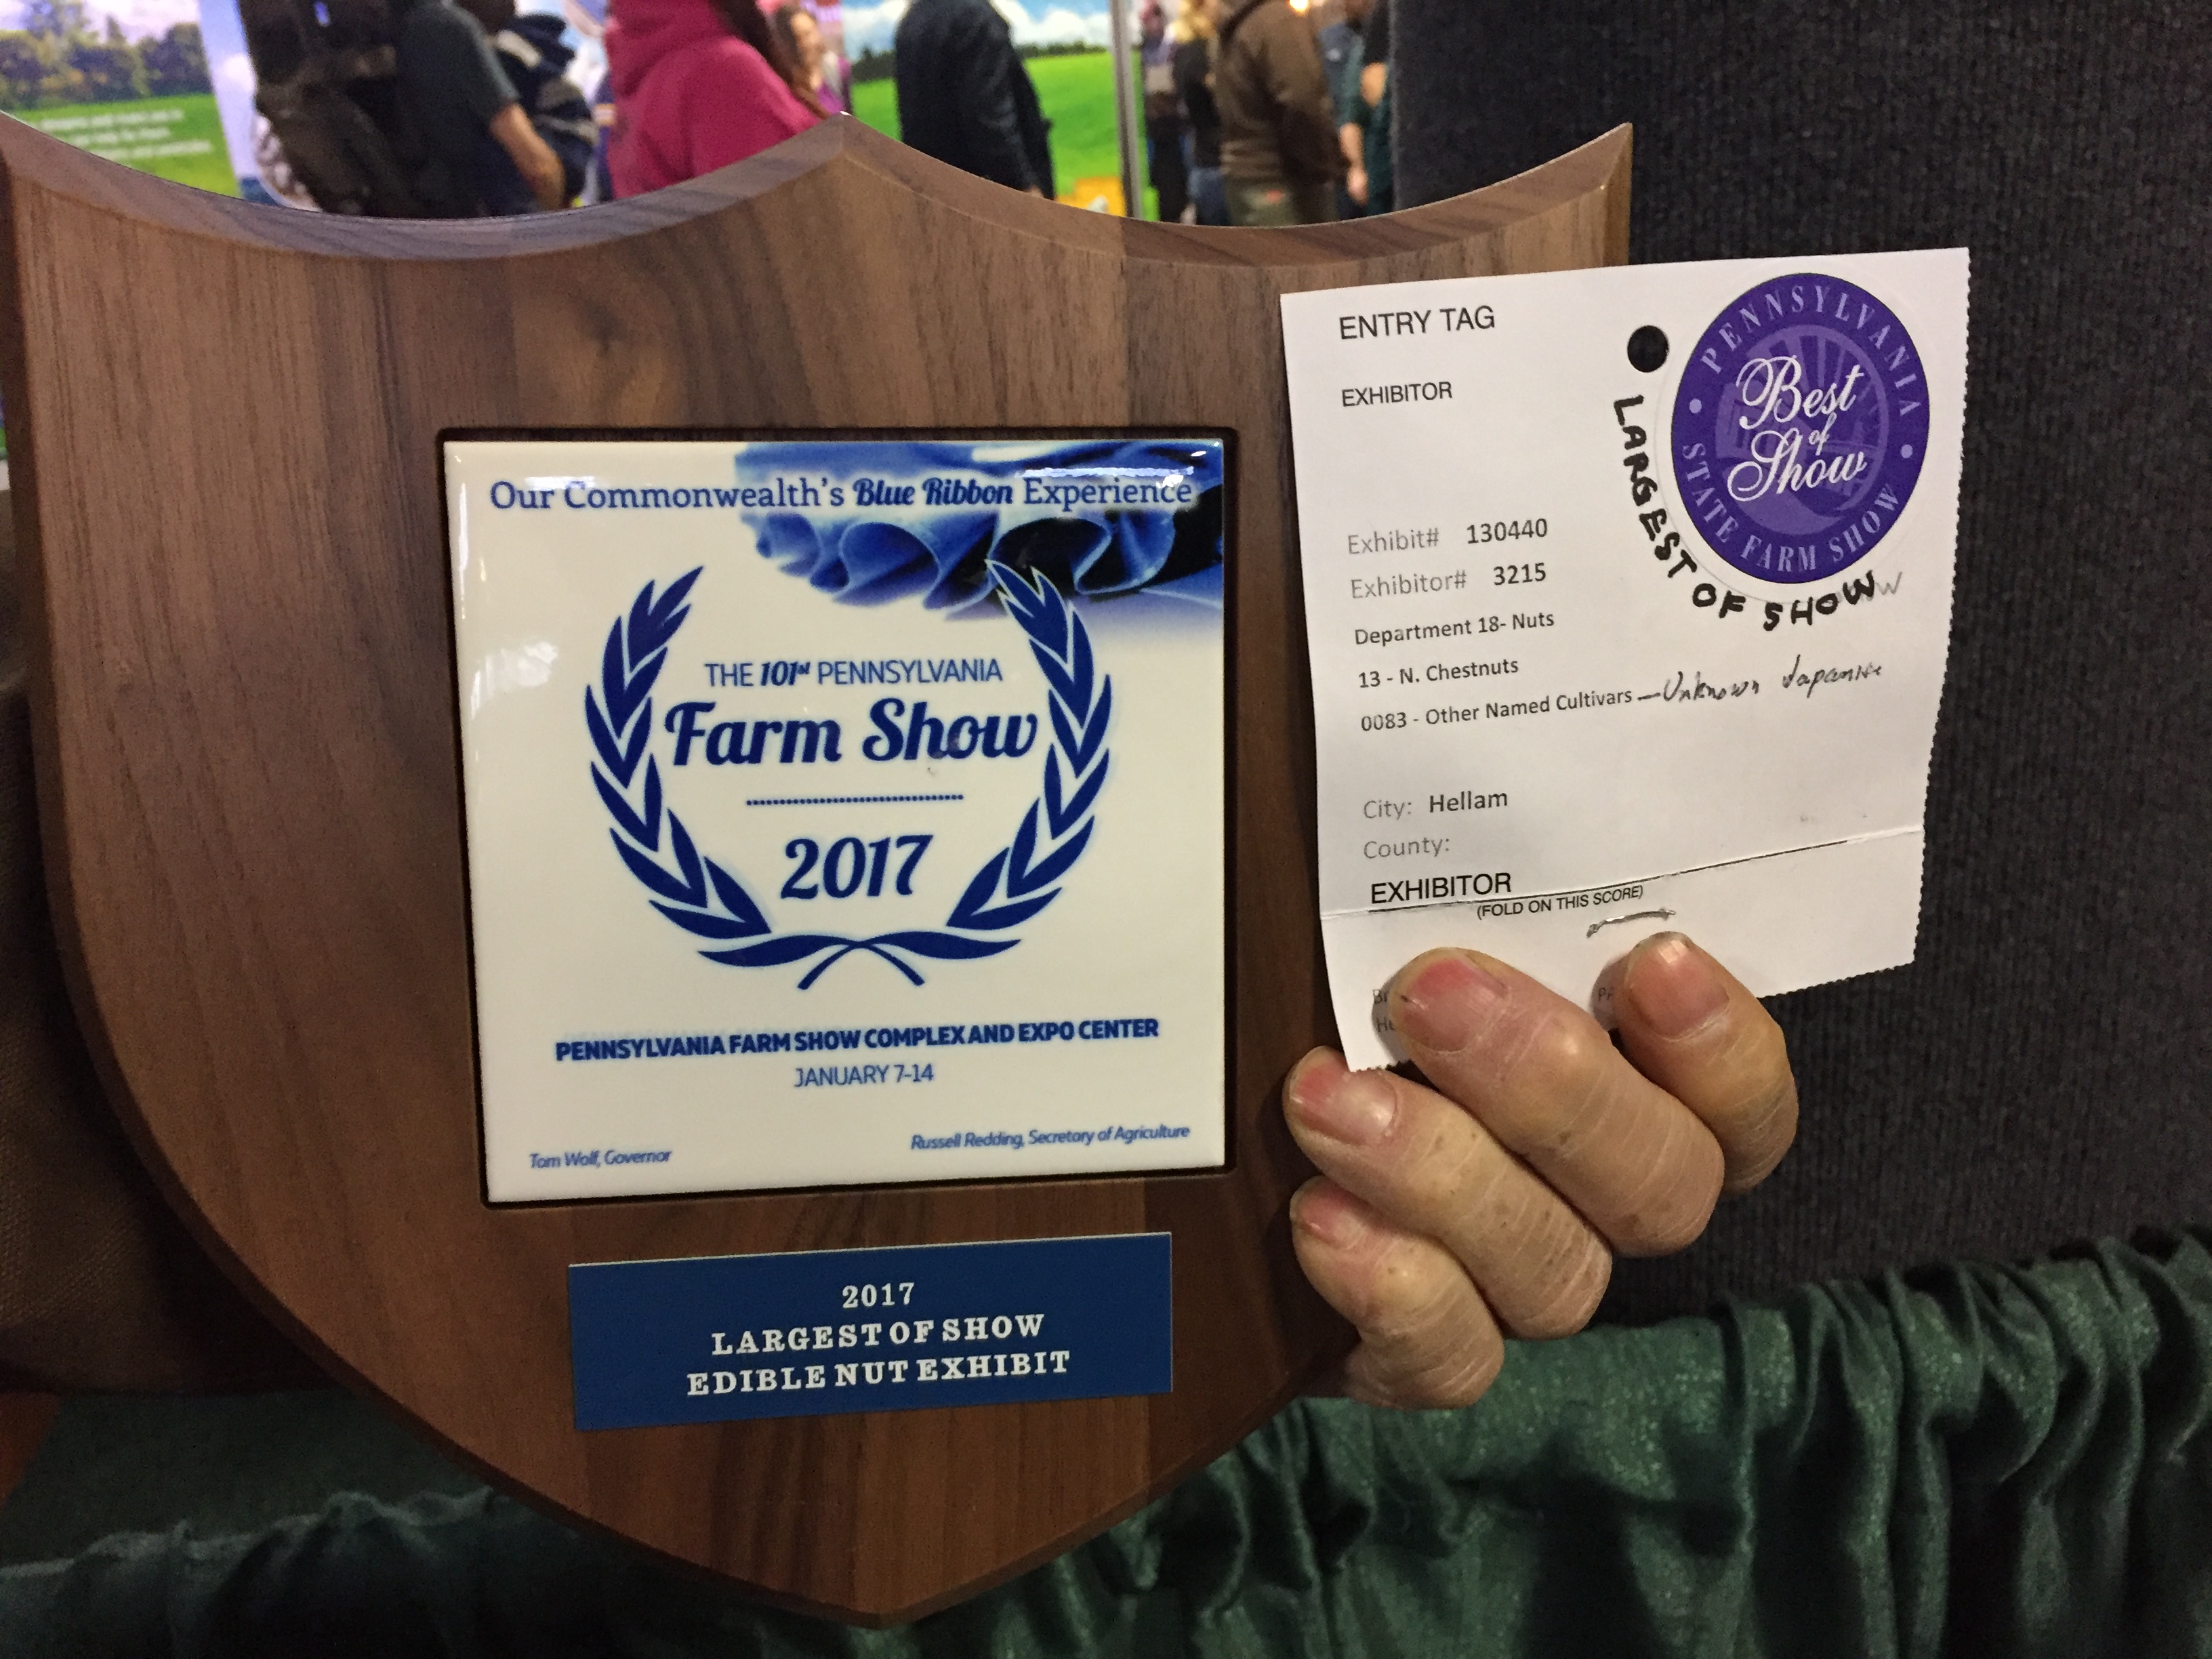 Our Commonwealth's Blue Ribbon Experience
THE 101st PENNSYLVANIA
Farm Show
2017
PENNSYLVANIA FARM SHOW COMPLEX AND EXPO CENTER
JANUARY 7-14
Tom Wolf, Governor
Russell Redding, Secretary of Agriculture
2017
LARGEST OF SHOW
EDIBLE NUT EXHIBIT
ENTRY TAG
EXHIBITOR
PENNSYLVANIA
Best
of
Show
STATE FARM SHOW
LARGEST OF SHOW
Exhibit# 130440
Exhibitor# 3215
Department 18- Nuts
13 - N. Chestnuts
0083 - Other Named Cultivars — Unknown Japanese
City: Hellam
County:
EXHIBITOR
(FOLD ON THIS SCORE)